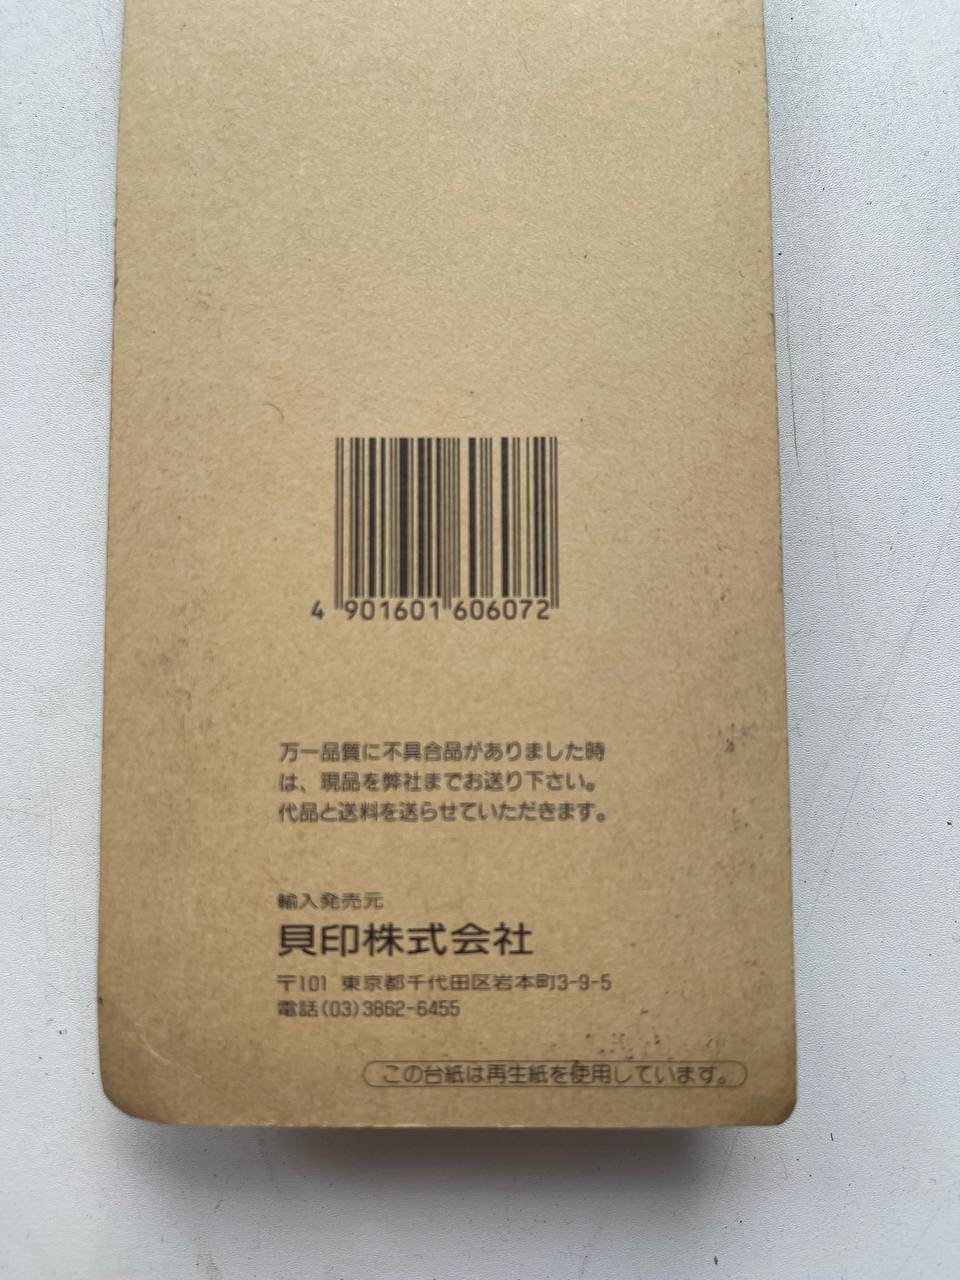 4 901601 606072
万一品質に不具合品がありました時
は、現品を弊社までお送り下さい。
代品と送料を送らせていただきます。
輸入発売元
貝印株式会社
〒101 東京都千代田区岩本町3-9-5
電話(03)3862-6455
この台紙は再生紙を使用しています。